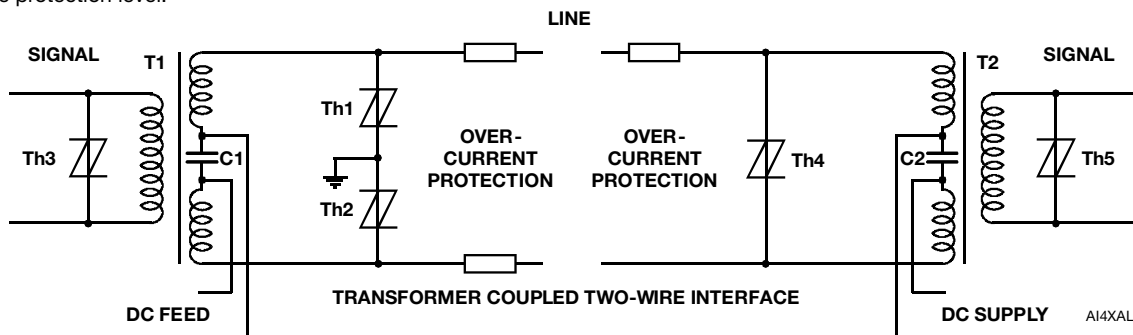 s protection level.
LINE
SIGNAL
T1
T2
SIGNAL
Th1
Th3
C1
OVER-
CURRENT
PROTECTION
OVER-
CURRENT
PROTECTION
Th4
C2
Th5
Th2
DC FEED
TRANSFORMER COUPLED TWO-WIRE INTERFACE
DC SUPPLY
AI4XAL